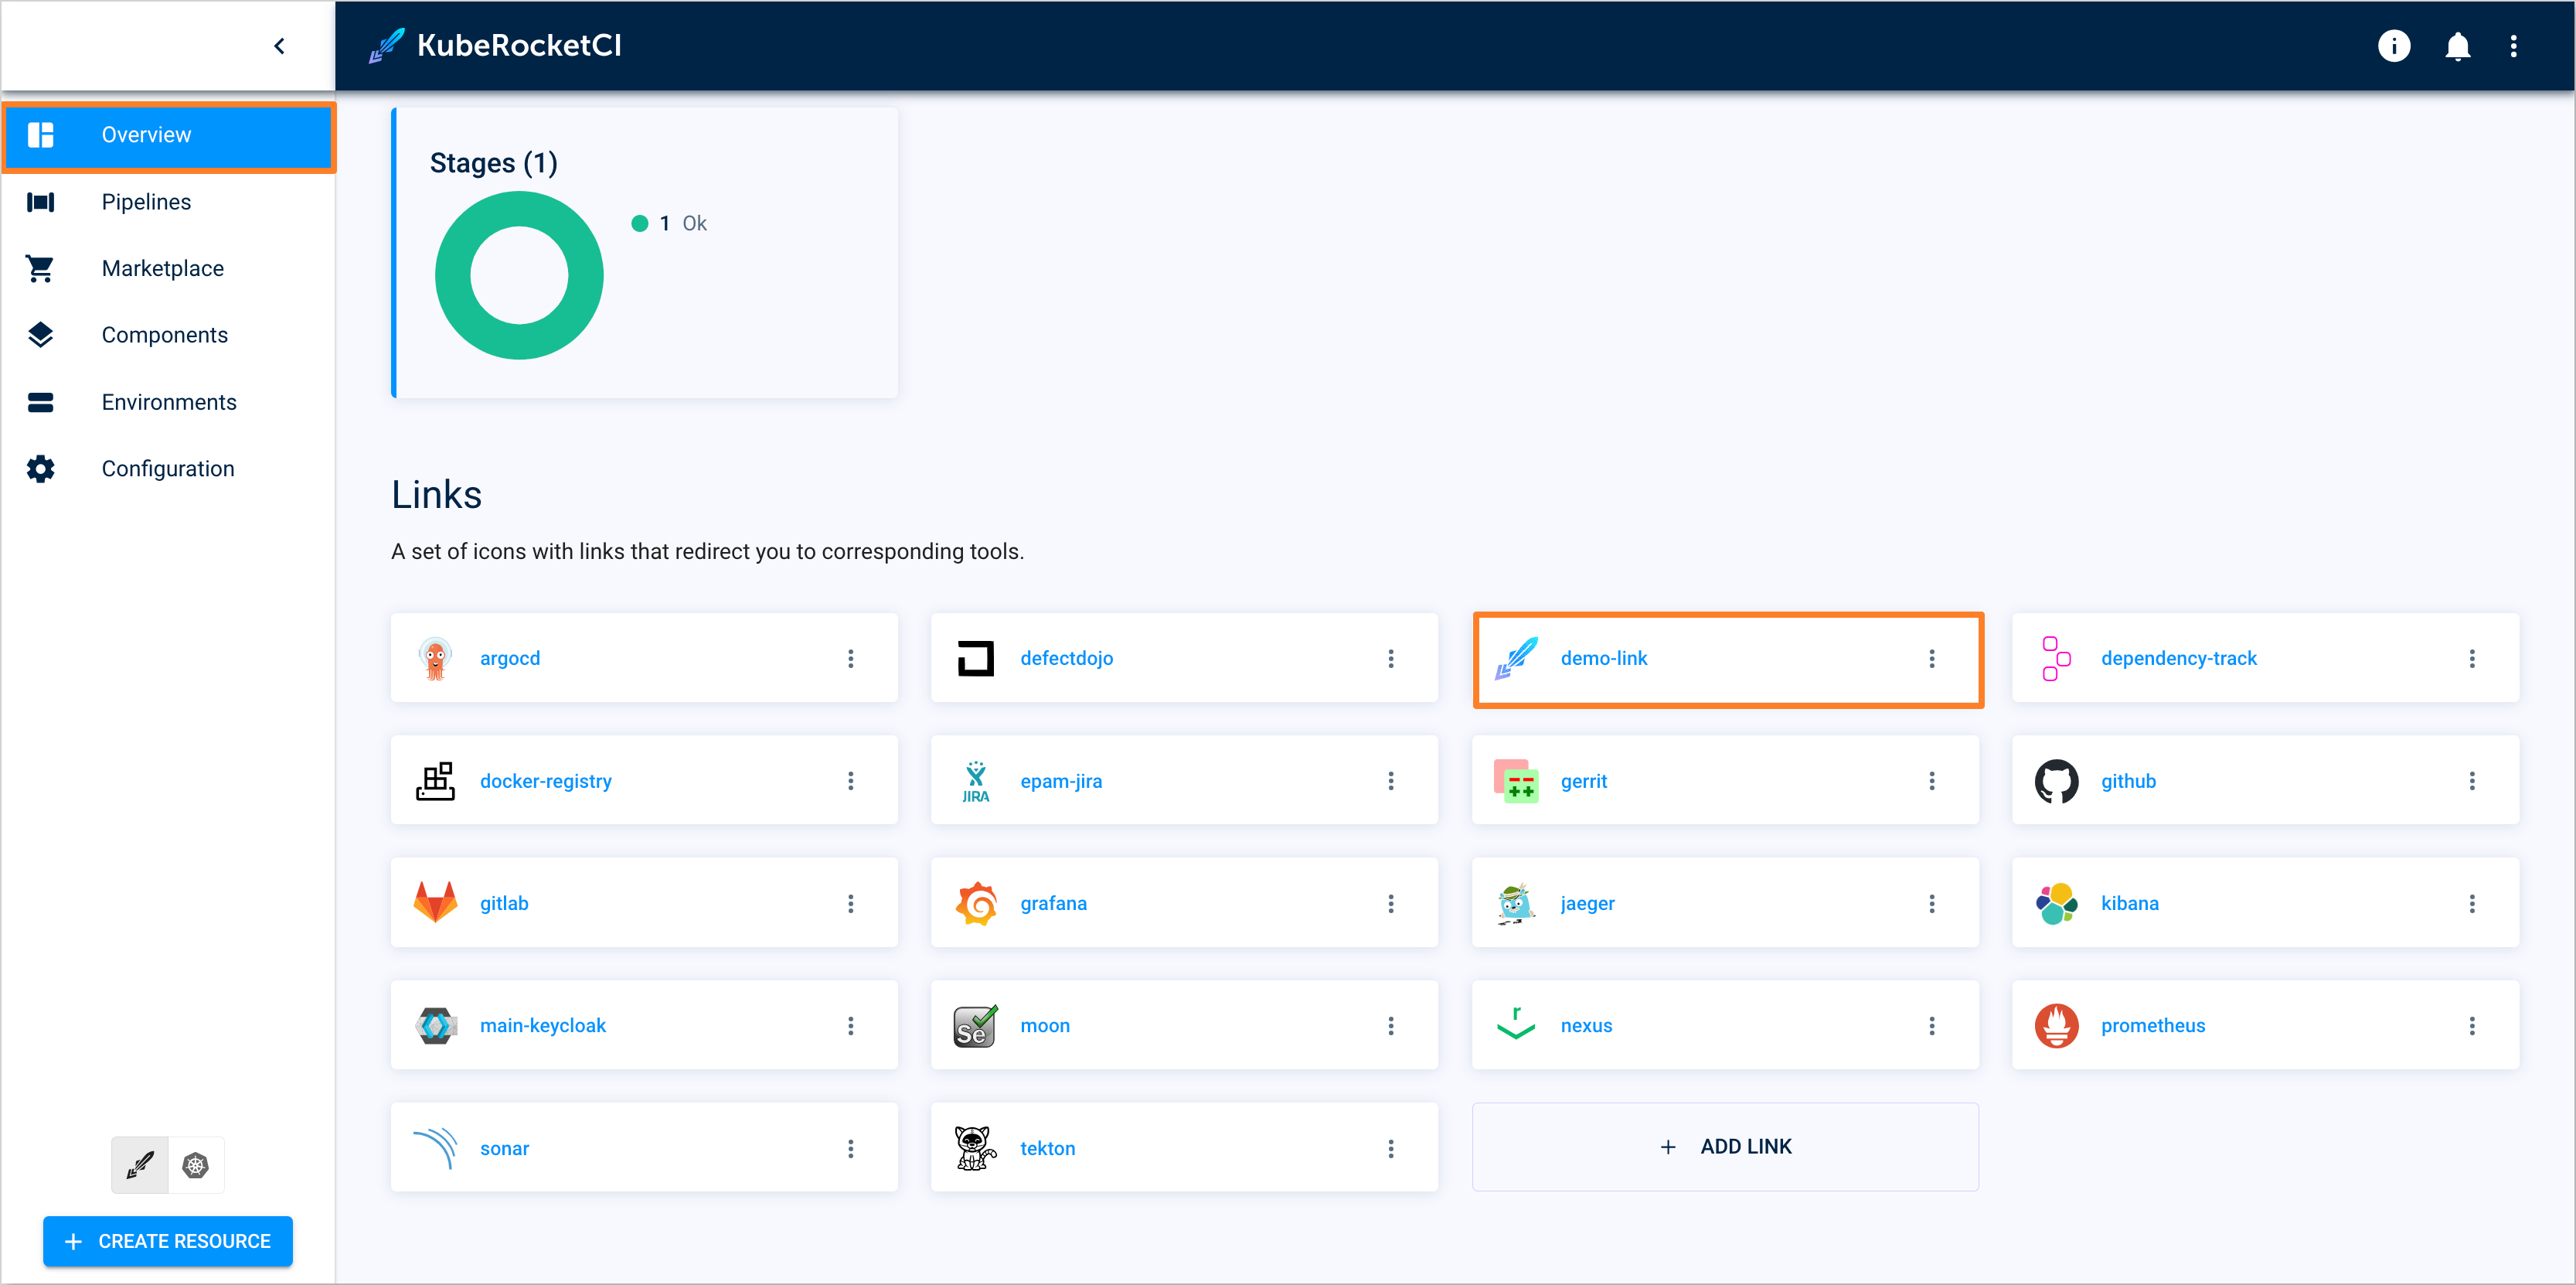 KubeRocketCI
Overview
Pipelines
Marketplace
Components
Environments
Configuration
CREATE RESOURCE
Stages (1)
1 Ok
Links
A set of icons with links that redirect you to corresponding tools.
argocd
defectdojo
demo-link
dependency-track
docker-registry
JIRA
epam-jira
gerrit
github
gitlab
grafana
jaeger
kibana
main-keycloak
Se
moon
r
nexus
prometheus
sonar
tekton
+ ADD LINK